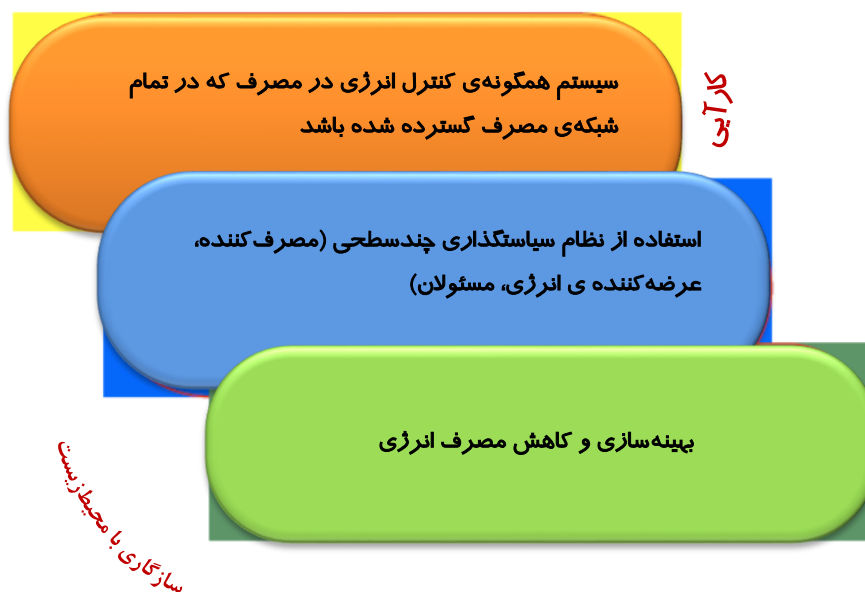 کارآیی
سیستم همگونه‌ی کنترل انرژی در مصرف که در تمام
شبکه‌ی مصرف گسترده شده باشد
استفاده از نظام سیاستگذاری چندسطحی (مصرف‌کننده،
عرضه‌کننده ی انرژی، مسئولان)
بهینه‌سازی و کاهش مصرف انرژی
سازگاری با محیط‌زیست